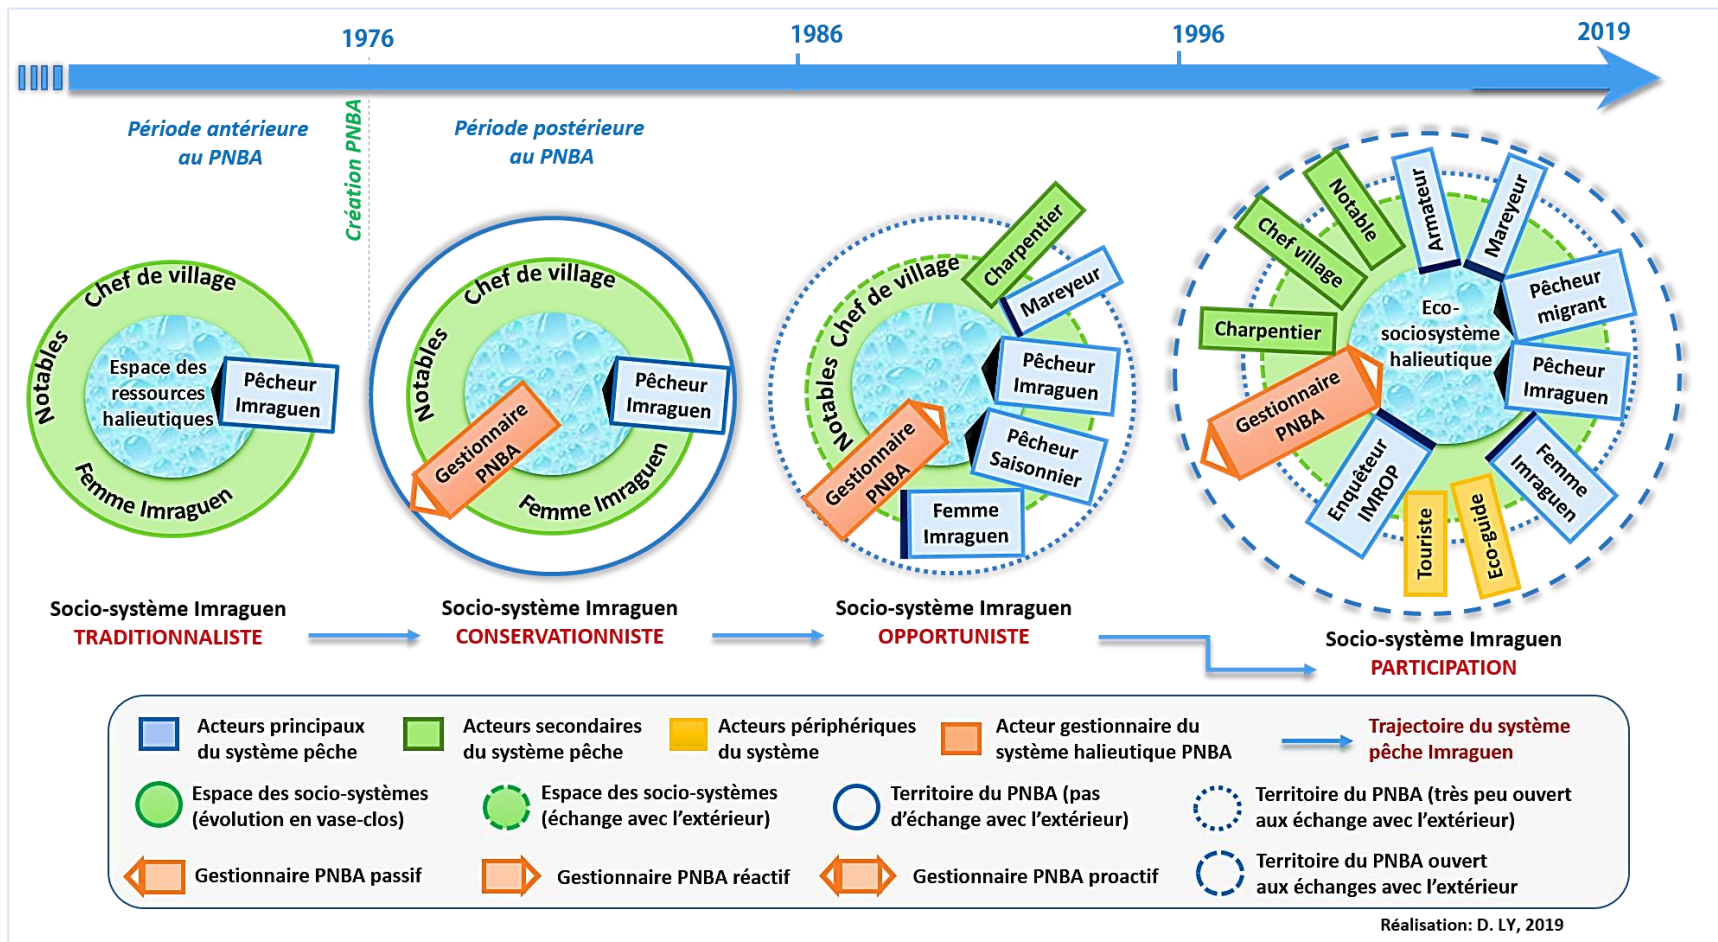 1976
1986
1996
2019
Création PNBA
Période antérieure
au PNBA
Période postérieure
au PNBA
Chef de village
Notables
Espace des
ressources
halieutiques
Pêcheur
Imraguen
Femme Imraguen
Socio-système Imraguen
TRADITIONNALISTE
Chef de village
Notables
Pêcheur
Imraguen
Gestionnaire
PNBA
Femme Imraguen
Socio-système Imraguen
CONSERVATIONNISTE
Charpentier
Mareyeur
Chef de village
Notables
Pêcheur
Imraguen
Pêcheur
Saisonnier
Gestionnaire
PNBA
Femme
Imraguen
Socio-système Imraguen
OPPORTUNISTE
Notable
Armateur
Mareyeur
Chef village
Pêcheur
migrant
Charpentier
Eco-
sociosystème
halieutique
Pêcheur
Imraguen
Gestionnaire
PNBA
Enquêteur
IMROP
Femme
Imraguen
Touriste
Eco-guide
Socio-système Imraguen
PARTICIPATION
Acteurs principaux
du système pêche
Acteurs secondaires
du système pêche
Acteurs périphériques
du système
Acteur gestionnaire du
système halieutique PNBA
Trajectoire du système
pêche Imraguen
Espace des socio-systèmes
(évolution en vase-clos)
Espace des socio-systèmes
(échange avec l'extérieur)
Territoire du PNBA (pas
d'échange avec l'extérieur)
Territoire du PNBA (très peu ouvert
aux échange avec l'extérieur)
Gestionnaire PNBA passif
Gestionnaire PNBA réactif
Gestionnaire PNBA proactif
Territoire du PNBA ouvert
aux échanges avec l'extérieur
Réalisation: D. LY, 2019